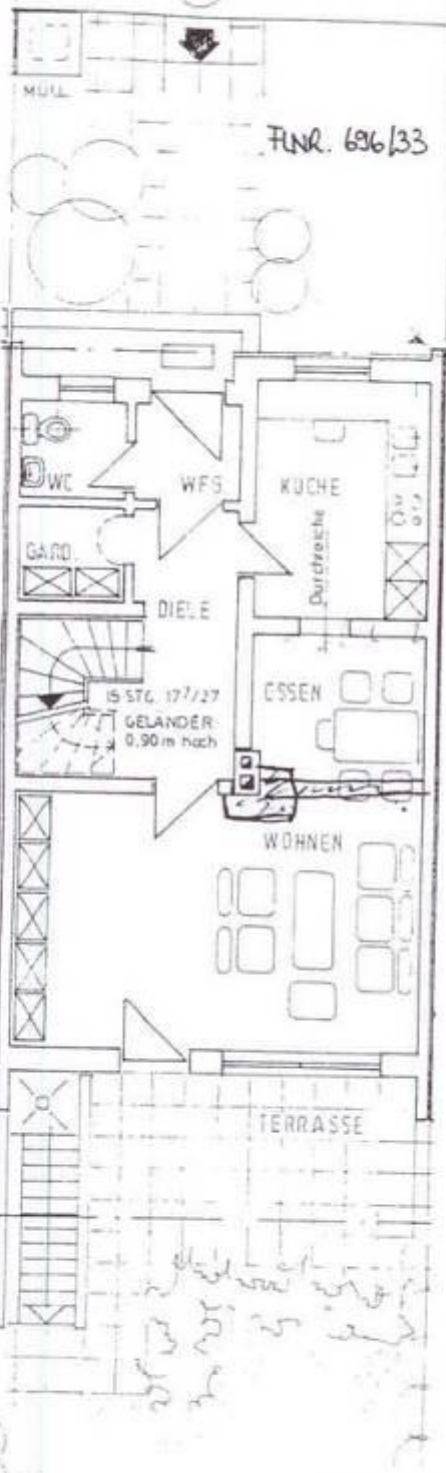 MÜLL
FLNR. 696/33
WC
WFG
KÜCHE
GARD.
Durchreiche
DIELE
ESSEN
15 STG. 17⁷/27
GELÄNDER
0.90 m hoch
WOHNEN
TERRASSE